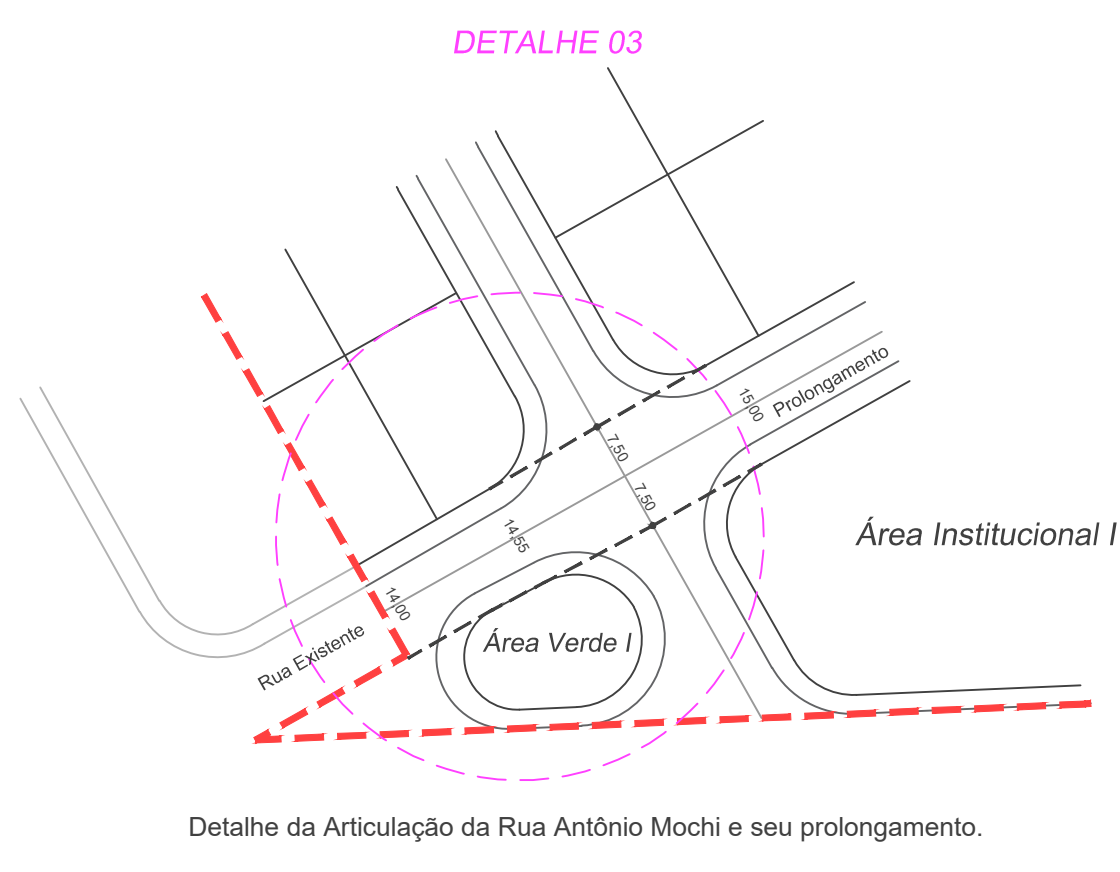 DETALHE 03
15,00
Prolongamento
7,50
7,50
14,55
Área Institucional I
14,00
Rua Existente
Área Verde I
Detalhe da Articulação da Rua Antônio Mochi e seu prolongamento.